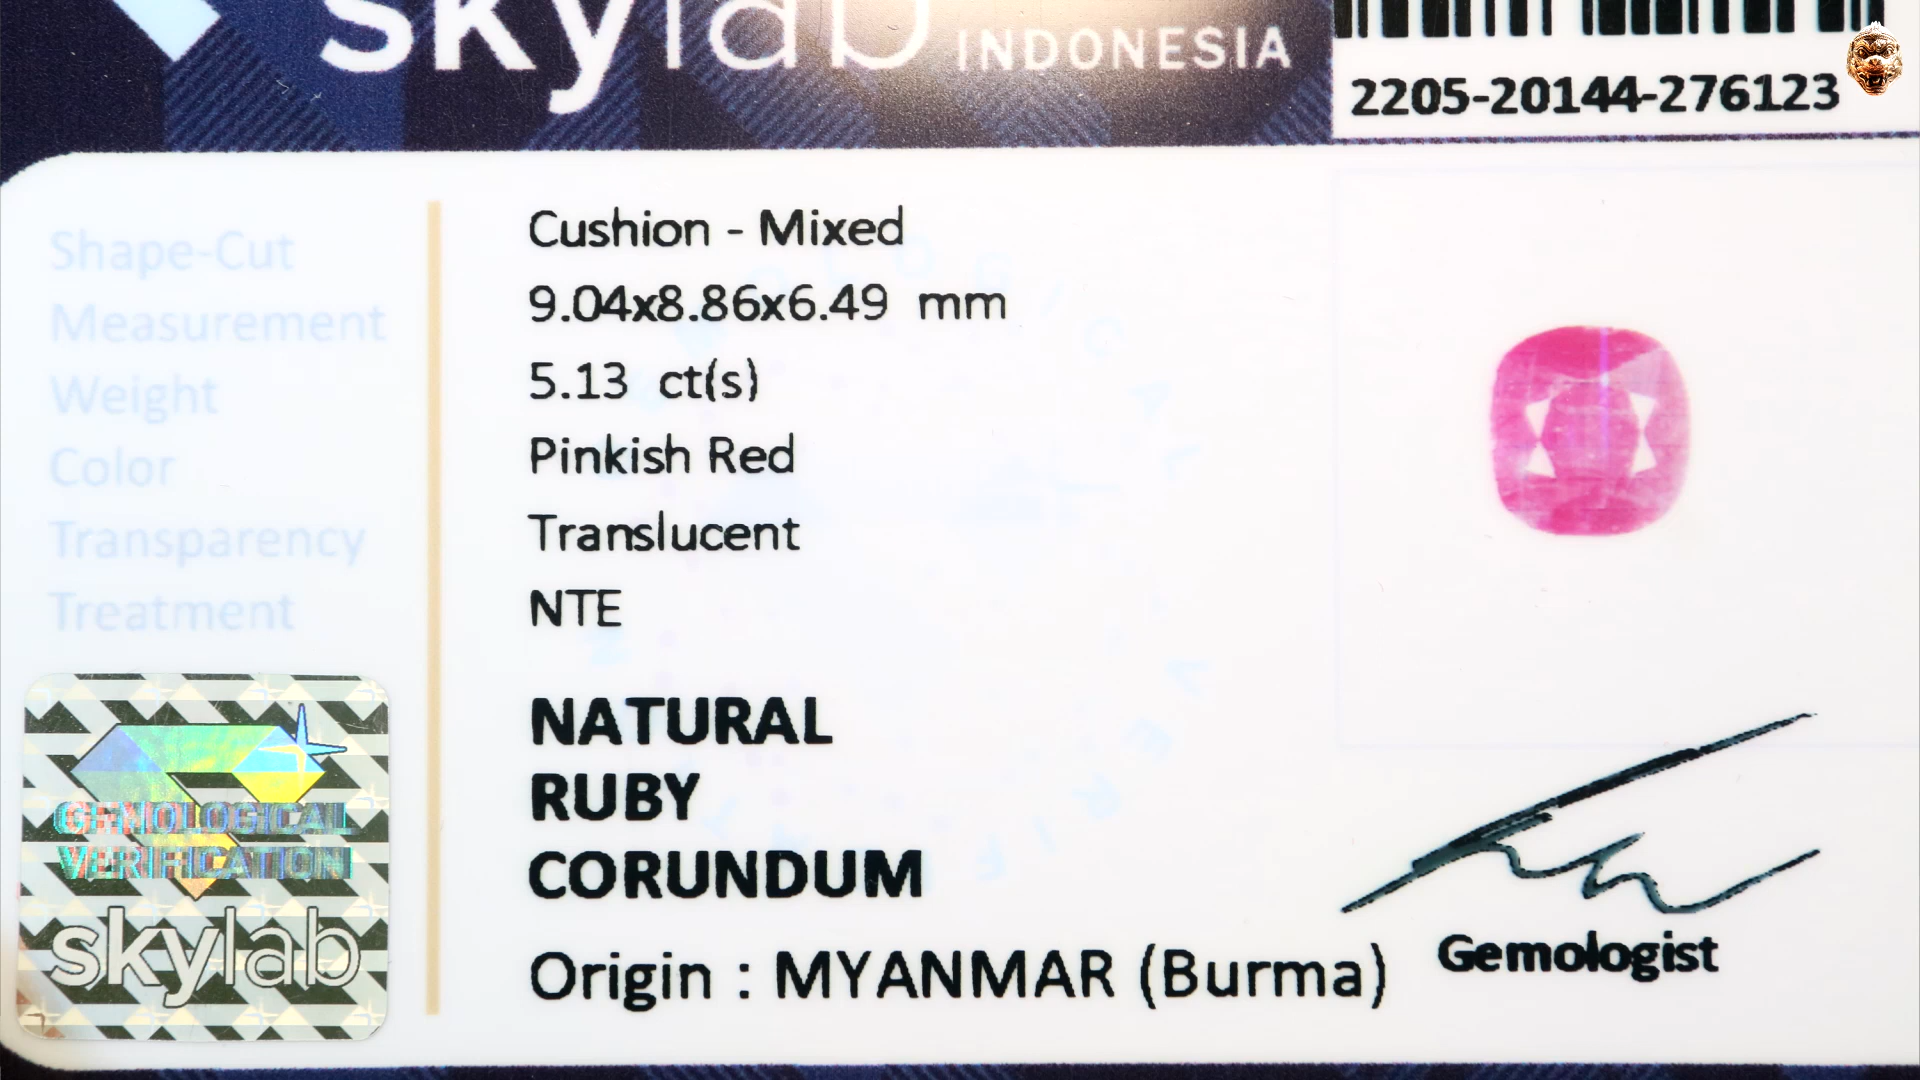 skylab INDONESIA
2205-20144-276123
Shape-Cut Cushion - Mixed
Measurement 9.04x8.86x6.49 mm
Weight 5.13 ct(s)
Color Pinkish Red
Transparency Translucent
Treatment NTE
NATURAL
RUBY
CORUNDUM
Origin : MYANMAR (Burma)
Gemologist
GEMOLOGICAL
VERIFICATION
skylab